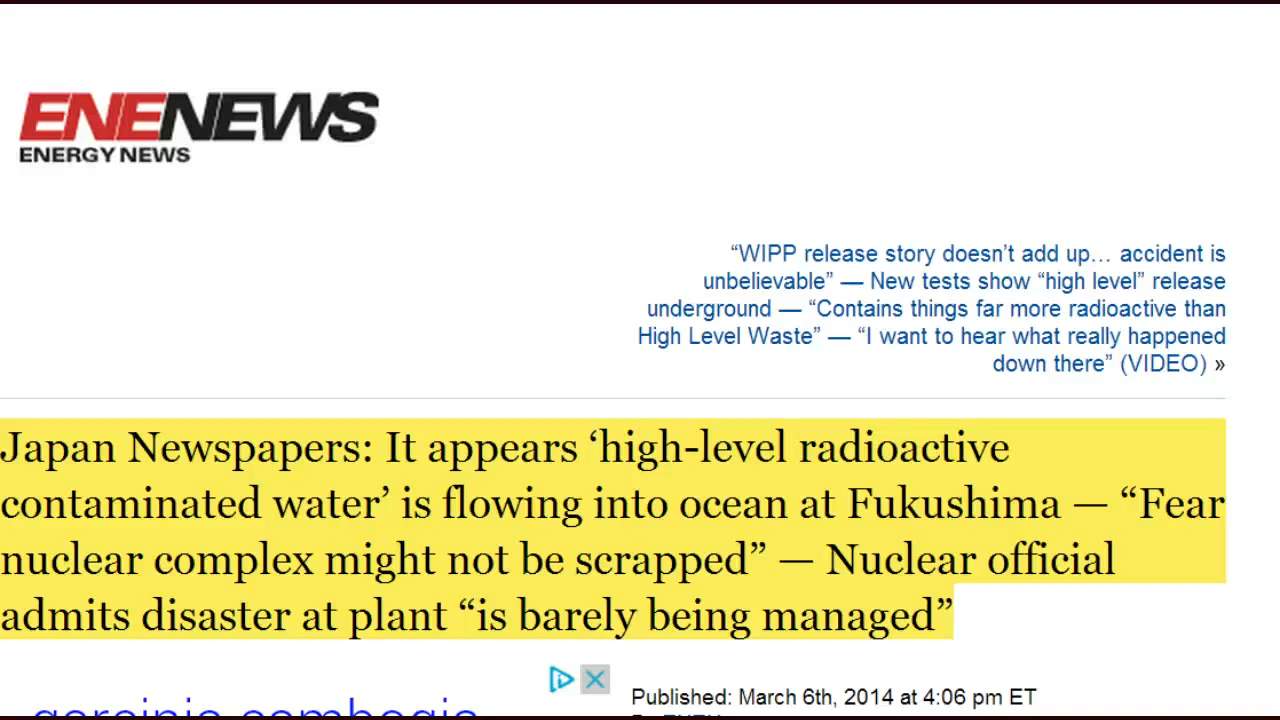 ENENEWS
ENERGY NEWS
“WIPP release story doesn’t add up… accident is
unbelievable” — New tests show “high level” release
underground — “Contains things far more radioactive than
High Level Waste” — “I want to hear what really happened
down there” (VIDEO) »
Japan Newspapers: It appears ‘high-level radioactive
contaminated water’ is flowing into ocean at Fukushima — “Fear
nuclear complex might not be scrapped” — Nuclear official
admits disaster at plant “is barely being managed”
Published: March 6th, 2014 at 4:06 pm ET